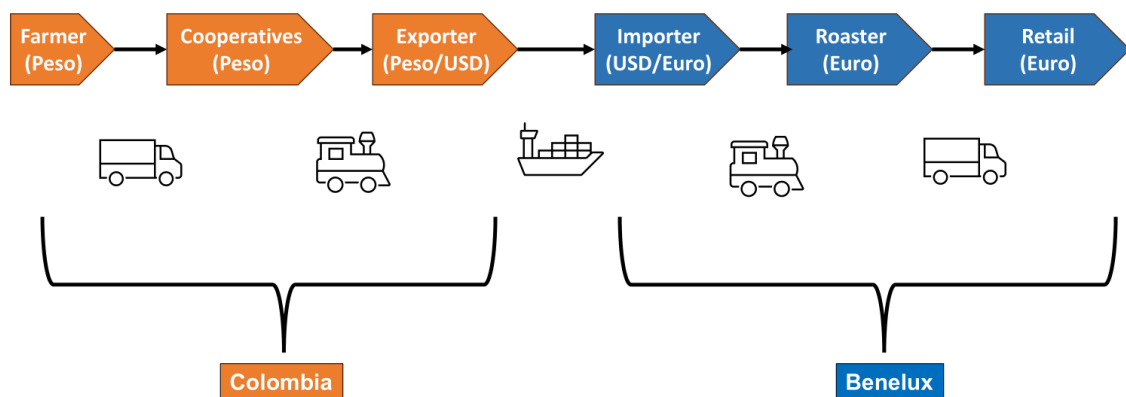 Farmer
(Peso)
Cooperatives
(Peso)
Exporter
(Peso/USD)
Importer
(USD/Euro)
Roaster
(Euro)
Retail
(Euro)
Colombia
Benelux